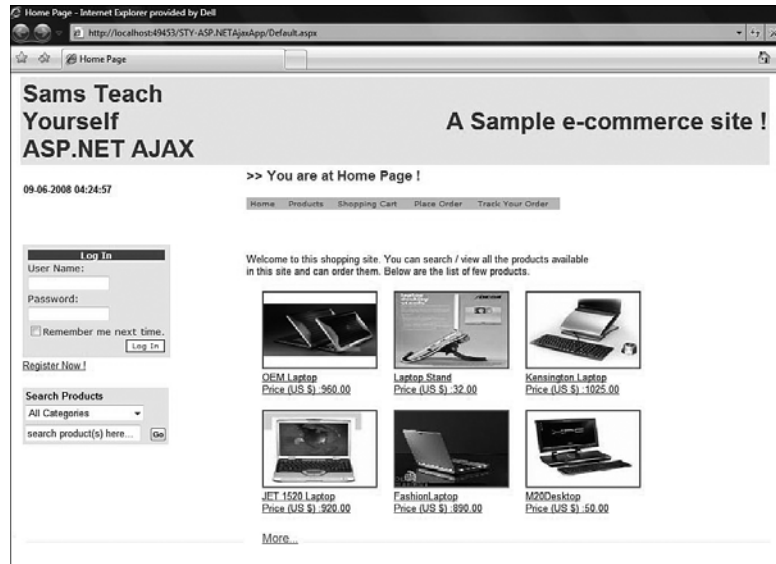 Home Page - Internet Explorer provided by Dell
http://localhost:49453/STY-ASP.NETAjaxApp/Default.aspx
Home Page
Sams Teach
Yourself
ASP.NET AJAX
A Sample e-commerce site !
09-06-2008 04:24:57
>> You are at Home Page !
Home Products Shopping Cart Place Order Track Your Order
Log In
User Name:
Password:
Remember me next time.
Log In
Register Now !
Search Products
All Categories
search product(s) here...
Go
Welcome to this shopping site. You can search / view all the products available
in this site and can order them. Below are the list of few products.
OEM Laptop
Price (US $) :960.00
Laptop Stand
Price (US $) :32.00
Kensington Laptop
Price (US $) :1025.00
JET 1520 Laptop
Price (US $) :920.00
FashionLaptop
Price (US $) :890.00
M20Desktop
Price (US $) :50.00
More...